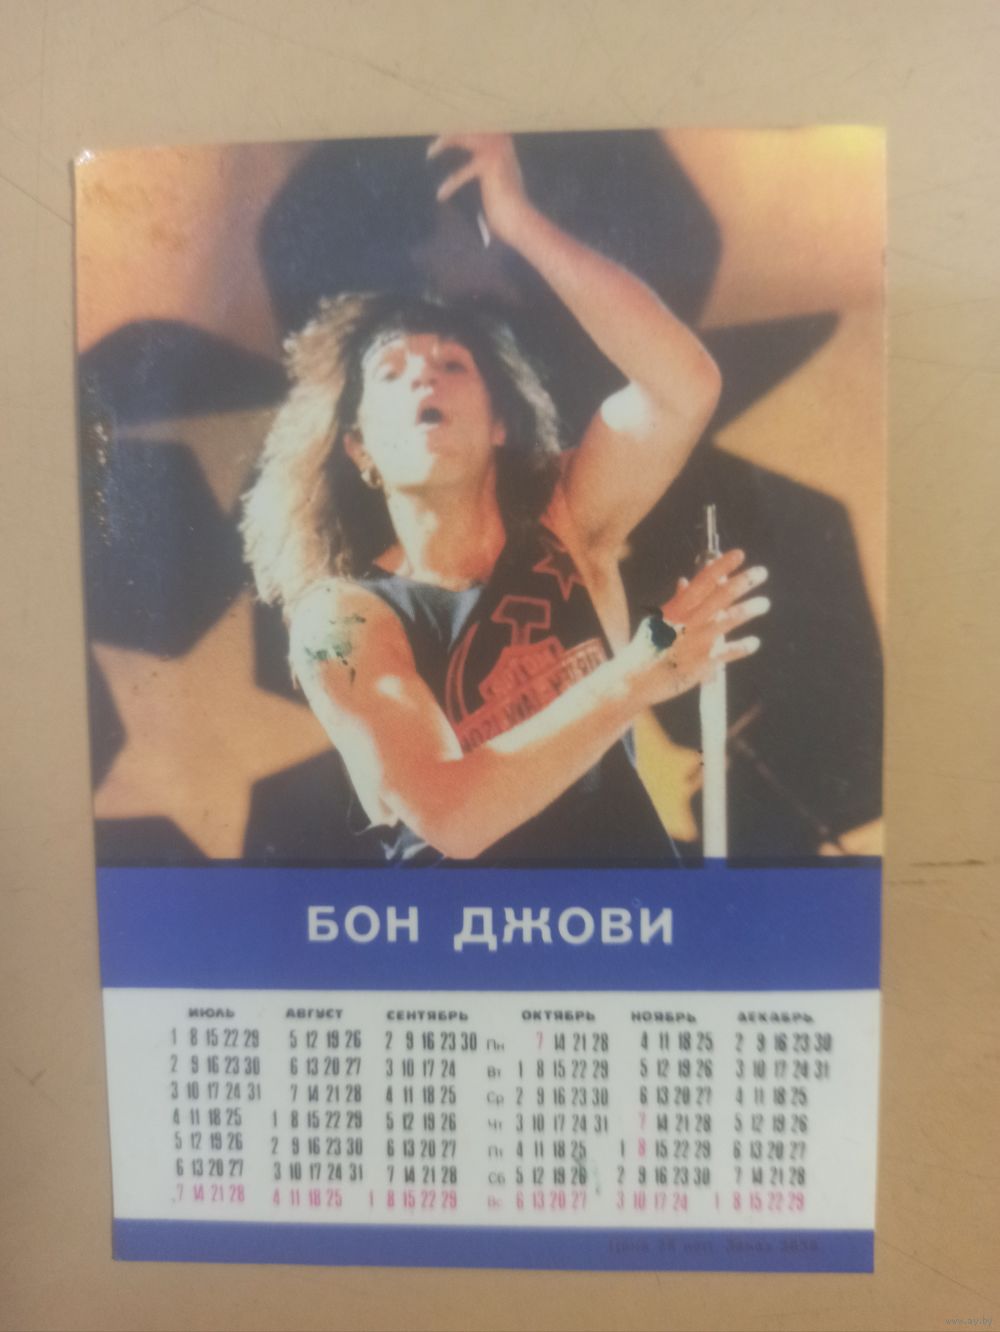 БОН ДЖОВИ
ИЮЛЬ АВГУСТ СЕНТЯБРЬ ОКТЯБРЬ НОЯБРЬ ДЕКАБРЬ
1 8 15 22 29 5 12 19 26 2 9 16 23 30 Пн 7 14 21 28 4 11 18 25 2 9 16 23 30
2 9 16 23 30 6 13 20 27 3 10 17 24 Вт 1 8 15 22 29 5 12 19 26 3 10 17 24 31
3 10 17 24 31 7 14 21 28 4 11 18 25 Ср 2 9 16 23 30 6 13 20 27 4 11 18 25
4 11 18 25 1 8 15 22 29 5 12 19 26 Чт 3 10 17 24 31 7 14 21 28 5 12 19 26
5 12 19 26 2 9 16 23 30 6 13 20 27 Пт 4 11 18 25 1 8 15 22 29 6 13 20 27
6 13 20 27 3 10 17 24 31 7 14 21 28 Сб 5 12 19 26 2 9 16 23 30 7 14 21 28
7 14 21 28 4 11 18 25 1 8 15 22 29 Вс 6 13 20 27 3 10 17 24 1 8 15 22 29
Цена коп. Заказ
www.ay.by